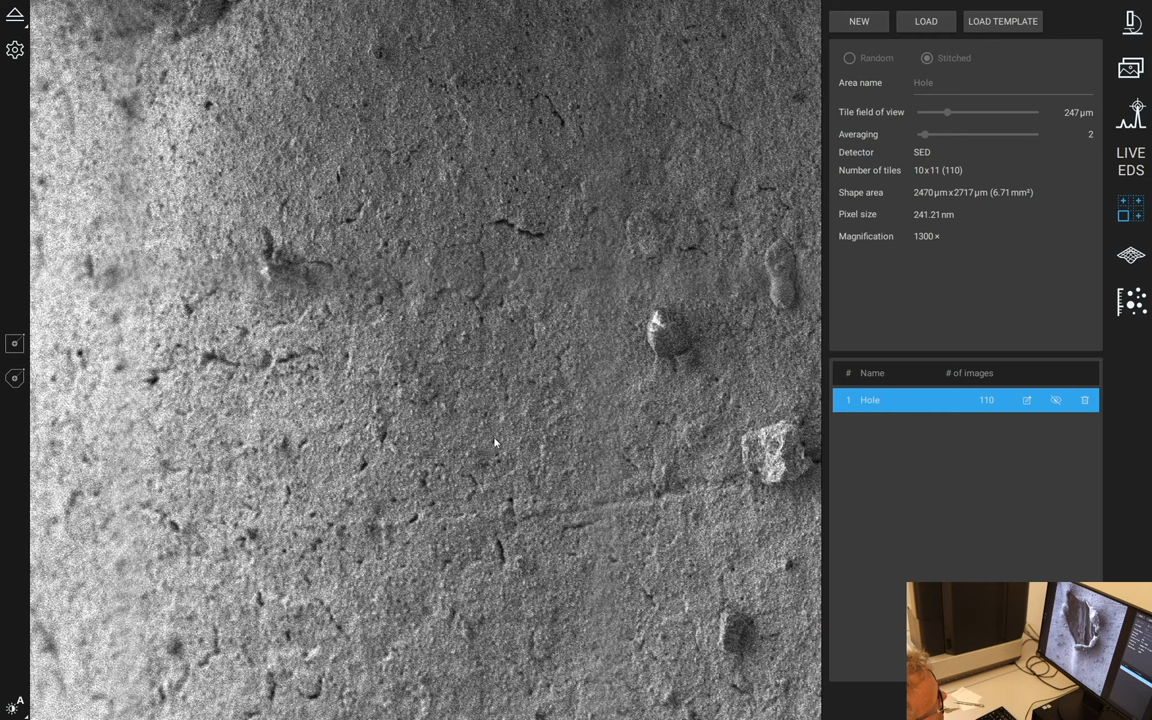 NEW LOAD LOAD TEMPLATE
Random Stitched
Area name Hole
Tile field of view 247 µm
Averaging 2
Detector SED
Number of tiles 10 x 11 (110)
Shape area 2470 µm x 2717 µm (6.71 mm²)
Pixel size 241.21 nm
Magnification 1300 ×
# Name # of images
1 Hole 110
LIVE
EDS
A